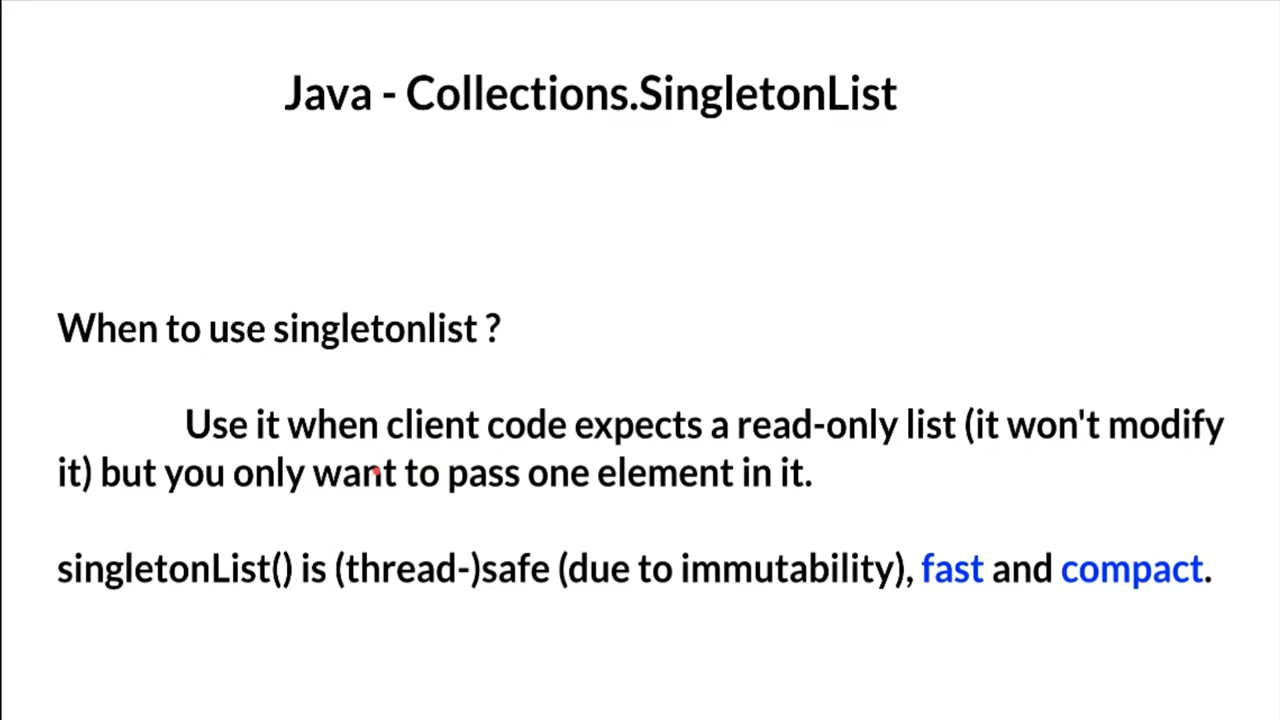 Java - Collections.SingletonList
When to use singletonlist ?
Use it when client code expects a read-only list (it won't modify
it) but you only want to pass one element in it.
singletonList() is (thread-)safe (due to immutability), fast and compact.